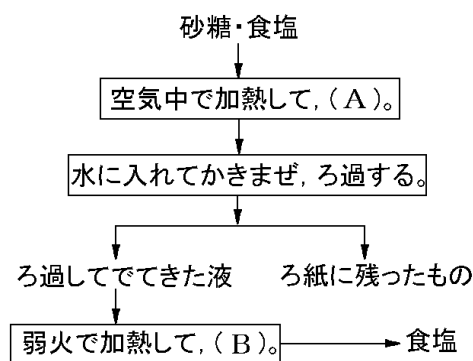 砂糖・食塩
空気中で加熱して,(A)。
水に入れてかきまぜ,ろ過する。
ろ過してでてきた液
ろ紙に残ったもの
弱火で加熱して,(B)。
食塩